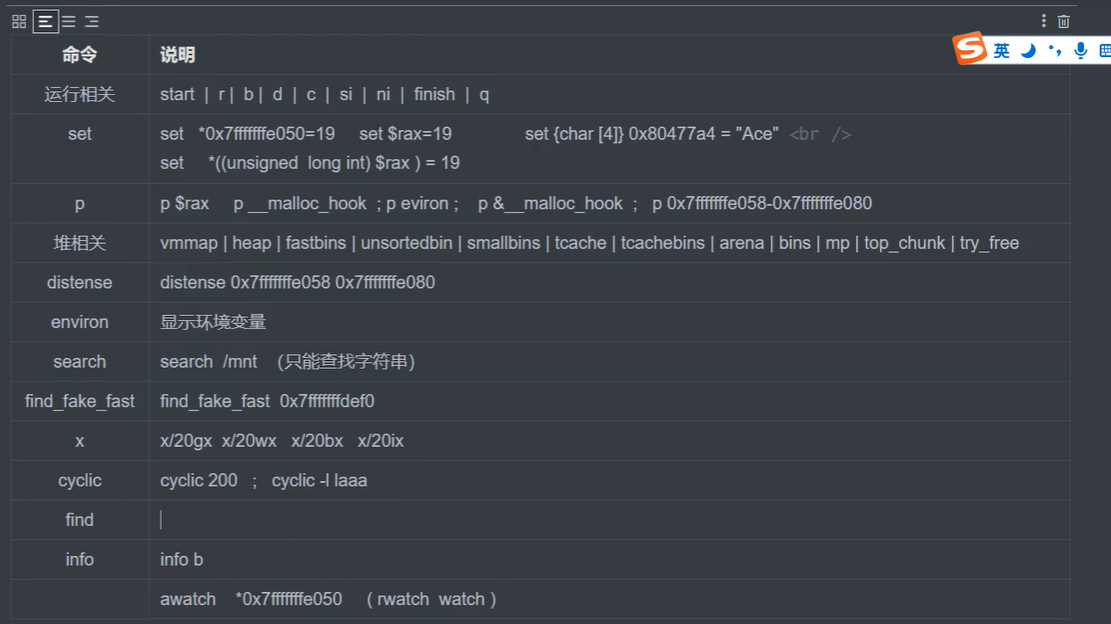 命令 说明
运行相关 start | r | b | d | c | si | ni | finish | q
set set *0x7fffffffe050=19 set $rax=19 set {char [4]} 0x80477a4 = "Ace" <br />
set *((unsigned long int) $rax ) = 19
p p $rax p __malloc_hook ; p eviron ; p &__malloc_hook ; p 0x7fffffffe058-0x7fffffffe080
堆相关 vmmap | heap | fastbins | unsortedbin | smallbins | tcache | tcachebins | arena | bins | mp | top_chunk | try_free
distense distense 0x7fffffffe058 0x7fffffffe080
environ 显示环境变量
search search /mnt (只能查找字符串)
find_fake_fast find_fake_fast 0x7fffffffdef0
x x/20gx x/20wx x/20bx x/20ix
cyclic cyclic 200 ; cyclic -l laaa
find
info info b
awatch *0x7fffffffe050 ( rwatch watch )
英